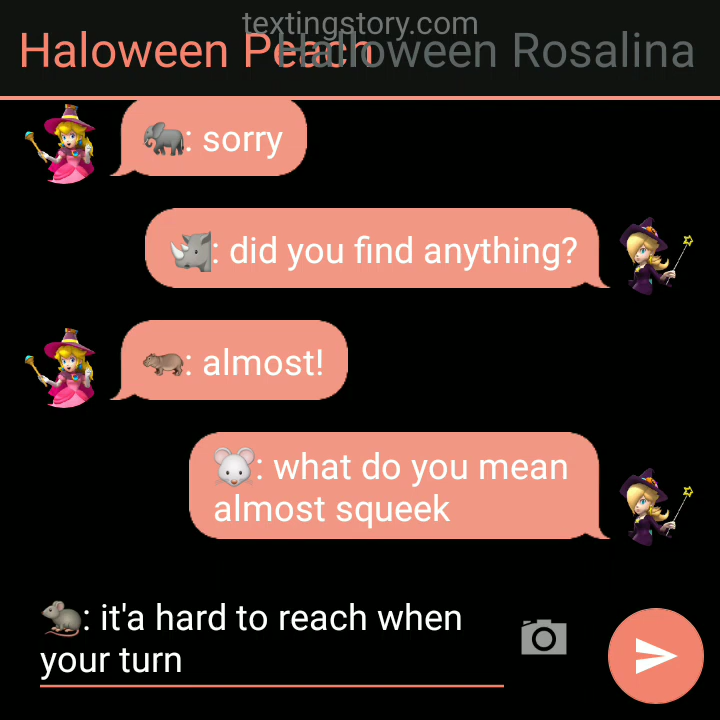 textingstory.com
Haloween Peach Halloween Rosalina
🐘: sorry
🦏: did you find anything?
🦛: almost!
🐭: what do you mean
almost squeek
🐀: it'a hard to reach when
your turn